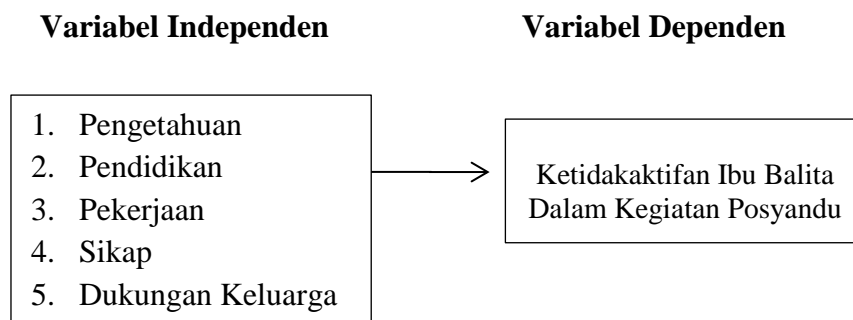 Variabel Independen
Variabel Dependen
1. Pengetahuan
2. Pendidikan
3. Pekerjaan
4. Sikap
5. Dukungan Keluarga
Ketidakaktifan Ibu Balita
Dalam Kegiatan Posyandu